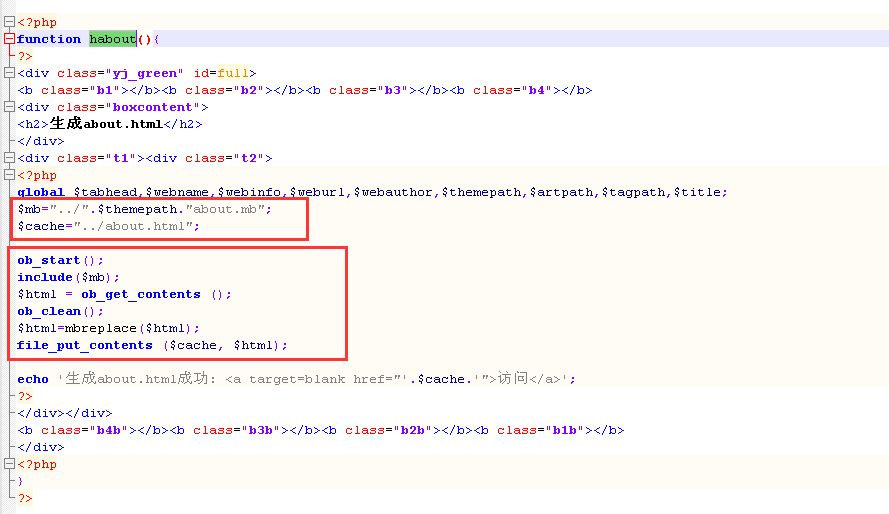 <?php
function habout(){
?>
<div class="yj_green" id=full>
<b class="b1"></b><b class="b2"></b><b class="b3"></b><b class="b4"></b>
<div class="boxcontent">
<h2>生成about.html</h2>
</div>
<div class="t1"><div class="t2">
<?php
global $tabhead,$webname,$webinfo,$weburl,$webauthor,$themepath,$artpath,$tagpath,$title;
$mb="../".$themepath."about.mb";
$cache="../about.html";
ob_start();
include($mb);
$html = ob_get_contents ();
ob_clean();
$html=mbreplace($html);
file_put_contents ($cache, $html);
echo '生成about.html成功: <a target=blank href="'.$cache.'">访问</a>';
?>
</div></div>
<b class="b4b"></b><b class="b3b"></b><b class="b2b"></b><b class="b1b"></b>
</div>
<?php
}
?>